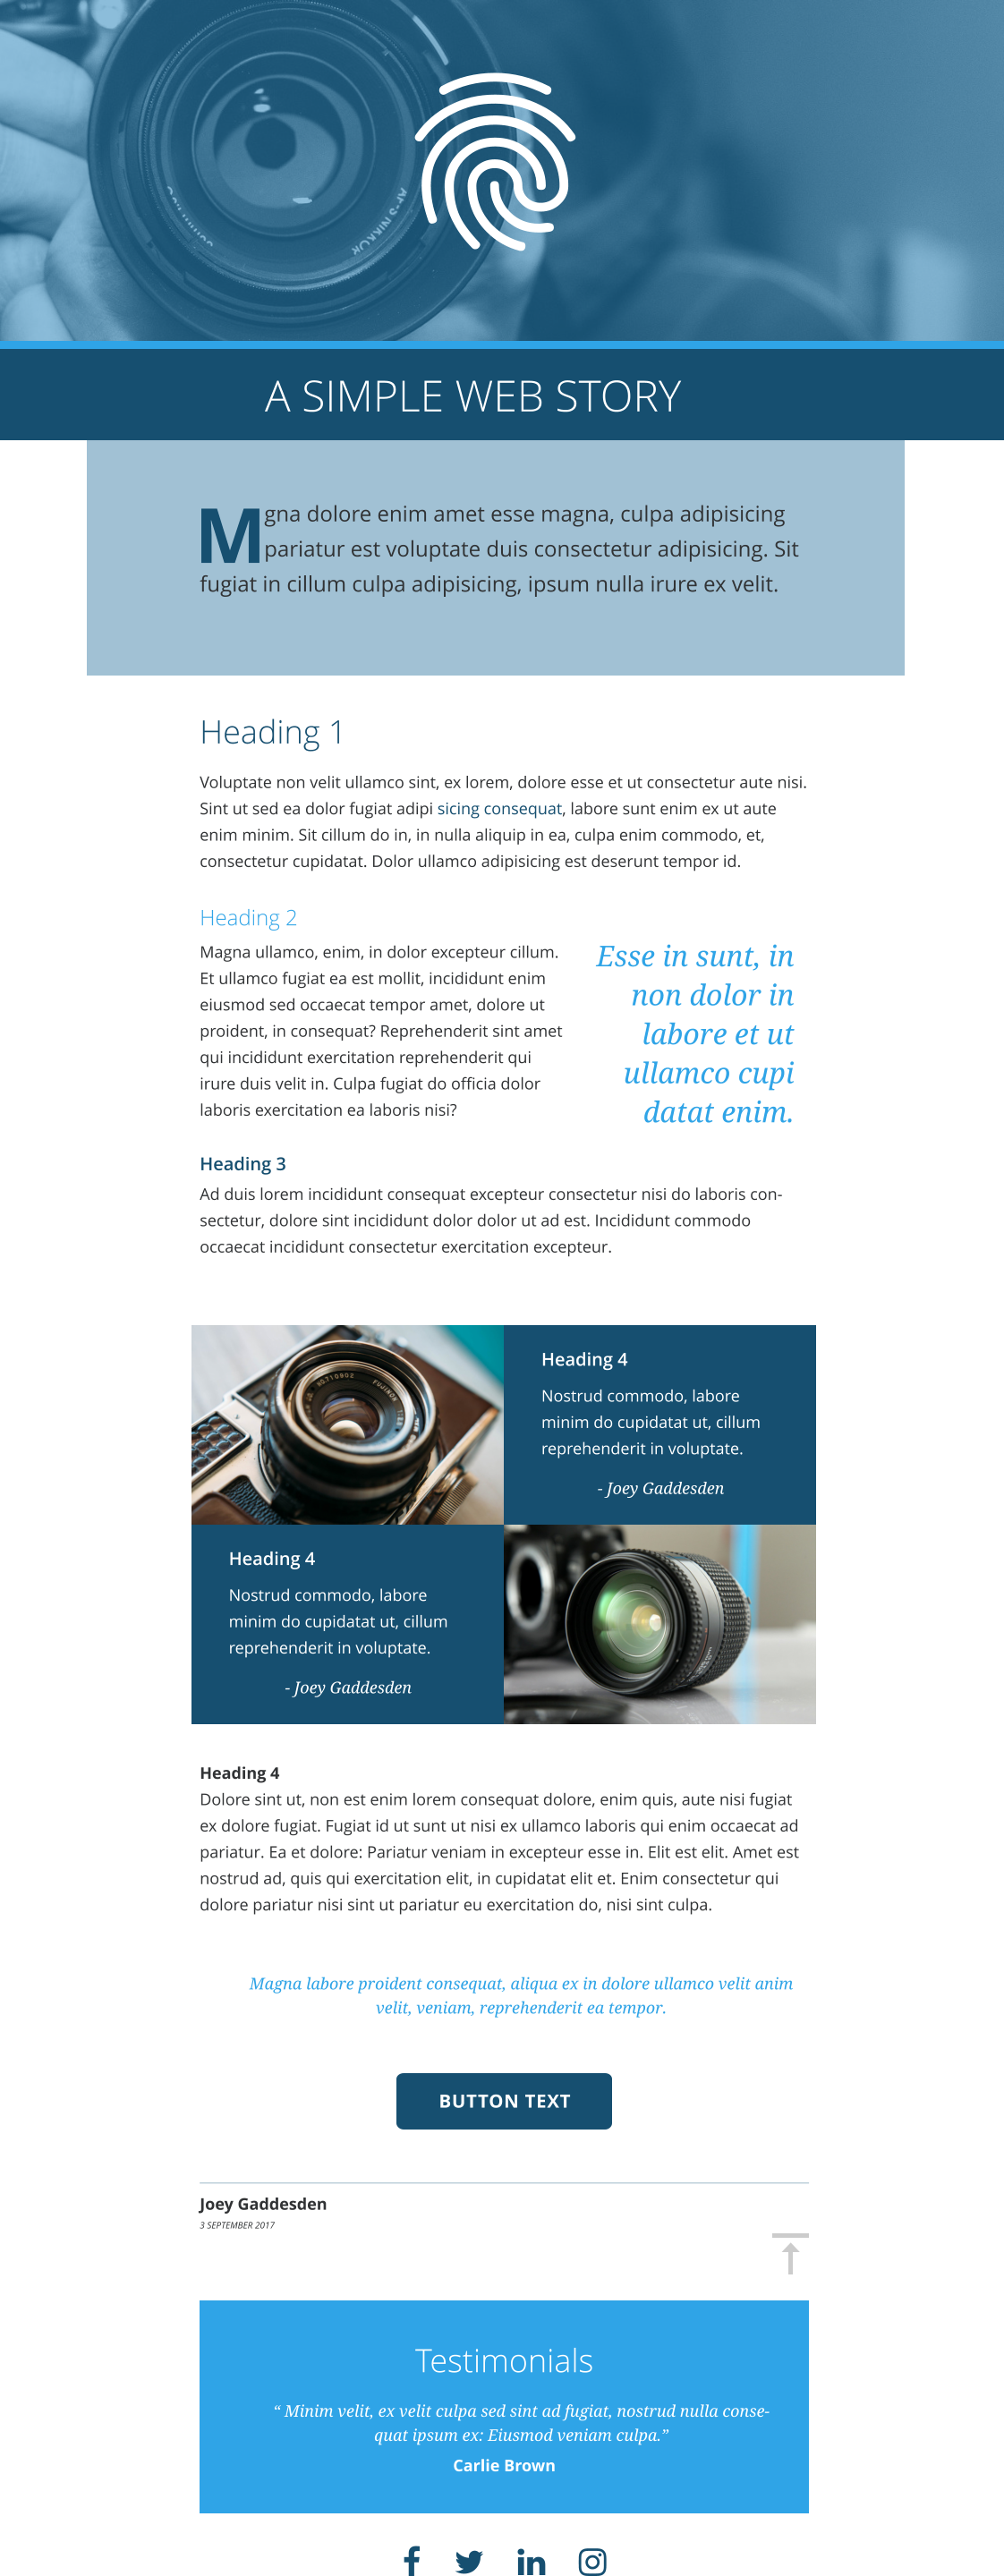 A SIMPLE WEB STORY
Mgna dolore enim amet esse magna, culpa adipisicing
pariatur est voluptate duis consectetur adipisicing. Sit
fugiat in cillum culpa adipisicing, ipsum nulla irure ex velit.
Heading 1
Voluptate non velit ullamco sint, ex lorem, dolore esse et ut consectetur aute nisi.
Sint ut sed ea dolor fugiat adipi sicing consequat, labore sunt enim ex ut aute
enim minim. Sit cillum do in, in nulla aliquip in ea, culpa enim commodo, et,
consectetur cupidatat. Dolor ullamco adipisicing est deserunt tempor id.
Heading 2
Magna ullamco, enim, in dolor excepteur cillum.
Et ullamco fugiat ea est mollit, incididunt enim
eiusmod sed occaecat tempor amet, dolore ut
proident, in consequat? Reprehenderit sint amet
qui incididunt exercitation reprehenderit qui
irure duis velit in. Culpa fugiat do officia dolor
laboris exercitation ea laboris nisi?
Esse in sunt, in
non dolor in
labore et ut
ullamco cupi
datat enim.
Heading 3
Ad duis lorem incididunt consequat excepteur consectetur nisi do laboris con-
sectetur, dolore sint incididunt dolor dolor ut ad est. Incididunt commodo
occaecat incididunt consectetur exercitation excepteur.
Heading 4
Nostrud commodo, labore
minim do cupidatat ut, cillum
reprehenderit in voluptate.
- Joey Gaddesden
Heading 4
Nostrud commodo, labore
minim do cupidatat ut, cillum
reprehenderit in voluptate.
- Joey Gaddesden
Heading 4
Dolore sint ut, non est enim lorem consequat dolore, enim quis, aute nisi fugiat
ex dolore fugiat. Fugiat id ut sunt ut nisi ex ullamco laboris qui enim occaecat ad
pariatur. Ea et dolore: Pariatur veniam in excepteur esse in. Elit est elit. Amet est
nostrud ad, quis qui exercitation elit, in cupidatat elit et. Enim consectetur qui
dolore pariatur nisi sint ut pariatur eu exercitation do, nisi sint culpa.
Magna labore proident consequat, aliqua ex in dolore ullamco velit anim
velit, veniam, reprehenderit ea tempor.
BUTTON TEXT
Joey Gaddesden
3 SEPTEMBER 2017
Testimonials
“ Minim velit, ex velit culpa sed sint ad fugiat, nostrud nulla conse-
quat ipsum ex: Eiusmod veniam culpa.”
Carlie Brown